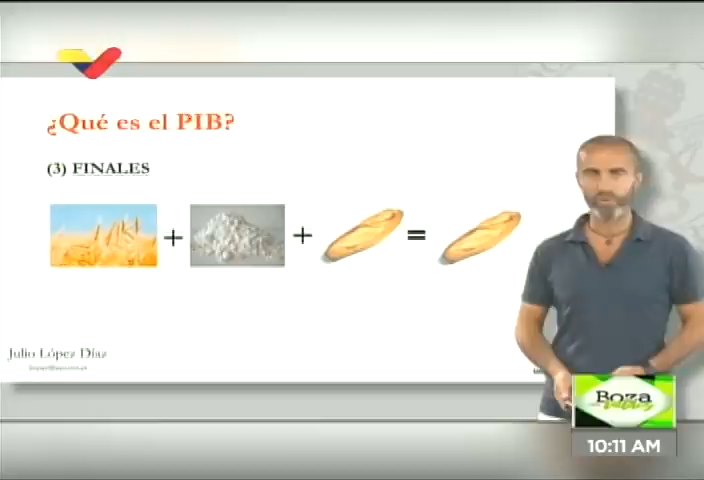 ¿Qué es el PIB?
(3) FINALES
+ + =
Julio López Díaz
Boza
10:11 AM